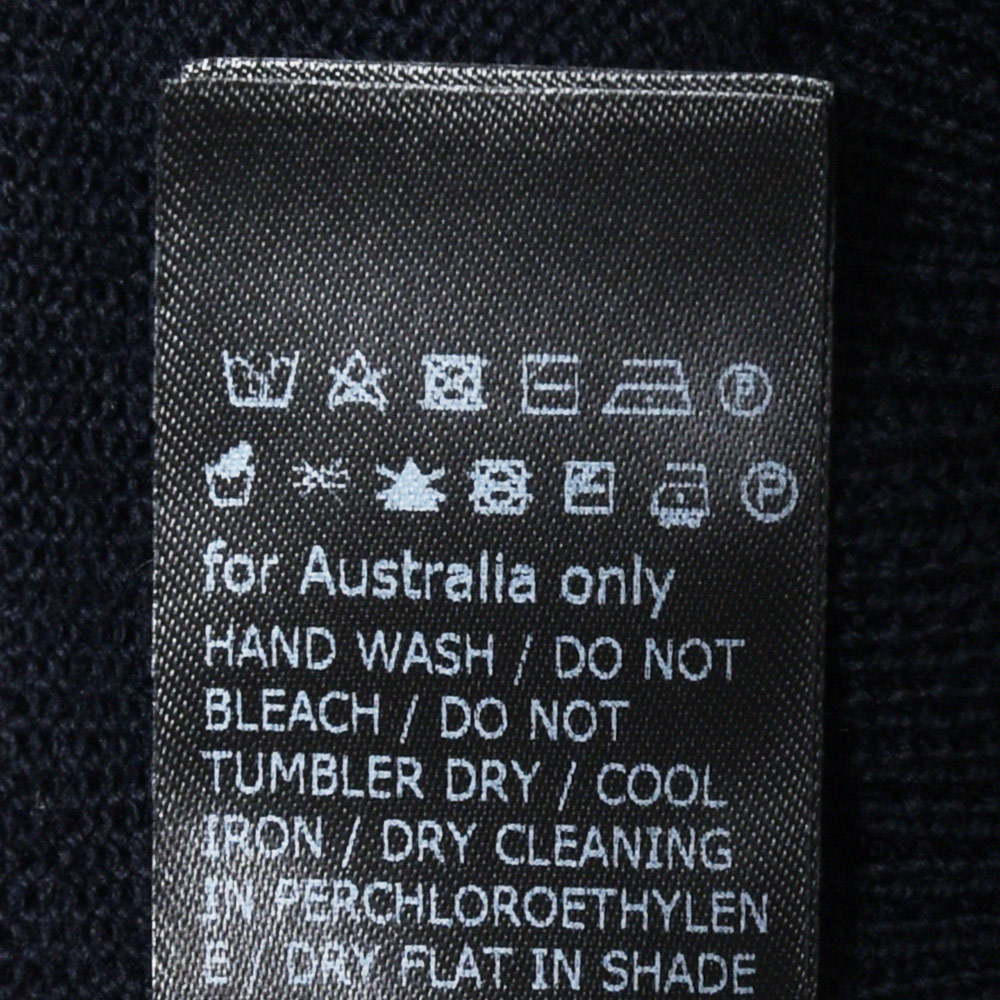 P
P
for Australia only
HAND WASH / DO NOT
BLEACH / DO NOT
TUMBLER DRY / COOL
IRON / DRY CLEANING
IN PERCHLOROETHYLEN
E / DRY FLAT IN SHADE